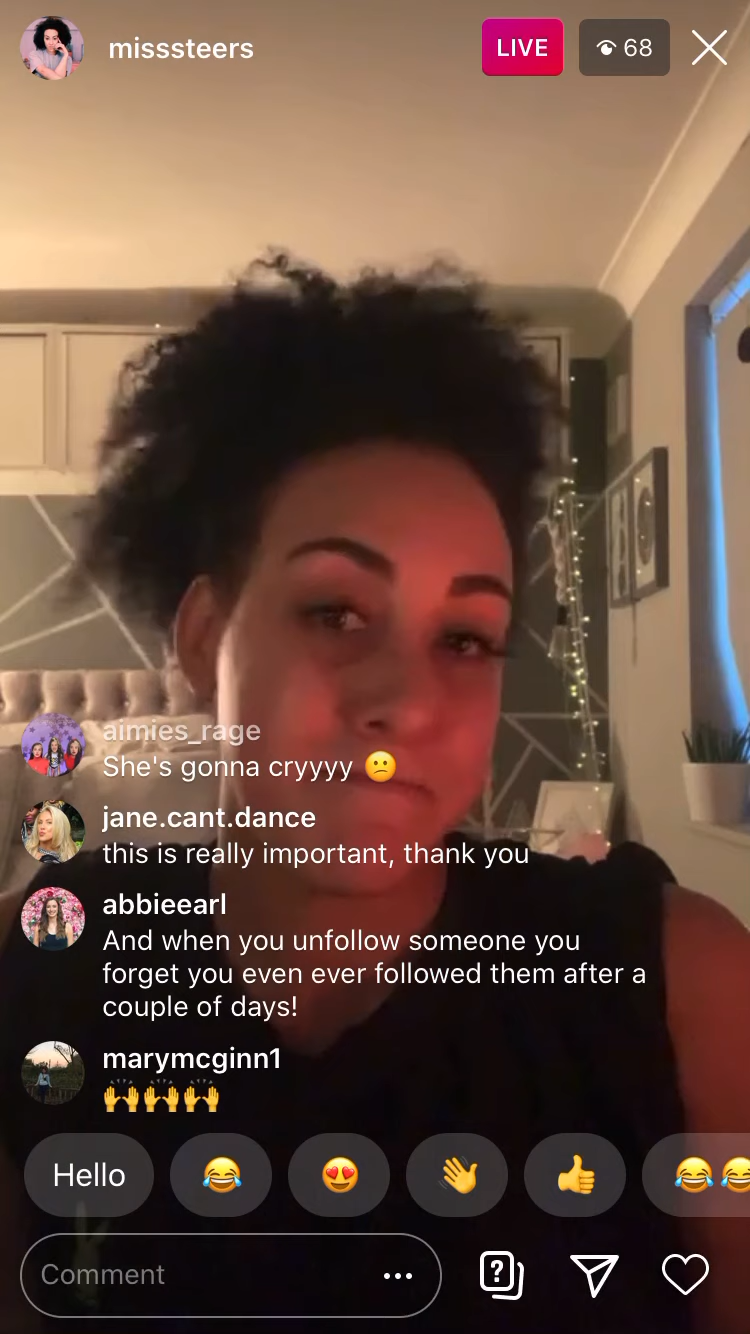 misssteers
LIVE
68
aimies_rage
She's gonna cryyyy 😕
jane.cant.dance
this is really important, thank you
abbieearl
And when you unfollow someone you
forget you even ever followed them after a
couple of days!
marymcginn1
🙌🙌🙌
Hello 😂 😍 👋 👍 😂😂
Comment
?